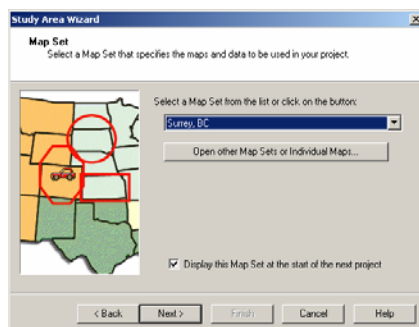 Study Area Wizard
Map Set
Select a Map Set that specifies the maps and data to be used in your project.
Select a Map Set from the list or click on the button:
Surrey, BC
Open other Map Sets or Individual Maps...
Display this Map Set at the start of the next project
< Back
Next >
Finish
Cancel
Help